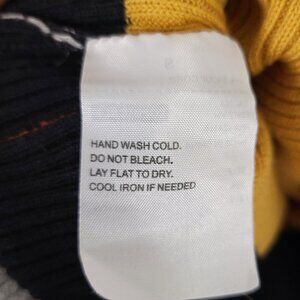 HAND WASH COLD.
DO NOT BLEACH.
LAY FLAT TO DRY.
COOL IRON IF NEEDED